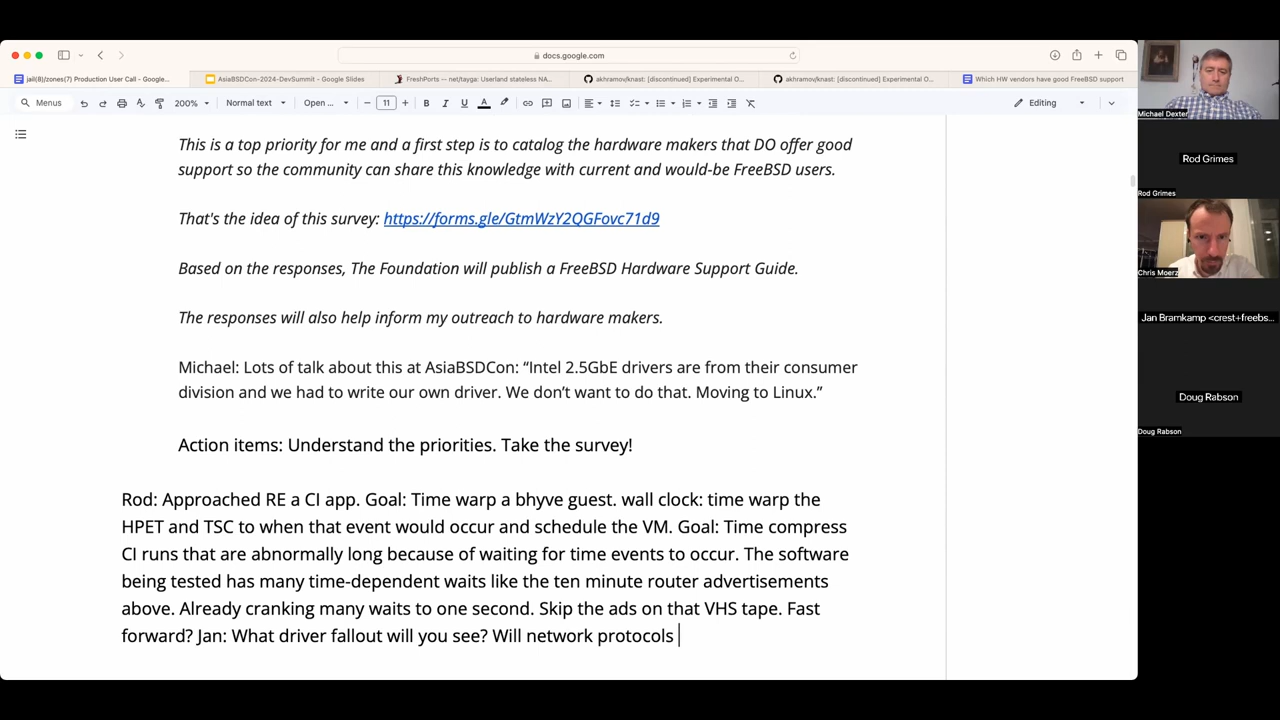 docs.google.com
jail(8)/zones(7) Production User Call - Google...
AsiaBSDCon-2024-DevSummit - Google Slides
FreshPorts -- net/tayga: Userland stateless NA...
akhramov/knast: [discontinued] Experimental O...
akhramov/knast: [discontinued] Experimental O...
Which HW vendors have good FreeBSD support
Menus
200%
Normal text
Open ...
11
B
I
U
A
Editing
This is a top priority for me and a first step is to catalog the hardware makers that DO offer good
support so the community can share this knowledge with current and would-be FreeBSD users.
That's the idea of this survey: https://forms.gle/GtmWzY2QGFovc71d9
Based on the responses, The Foundation will publish a FreeBSD Hardware Support Guide.
The responses will also help inform my outreach to hardware makers.
Michael: Lots of talk about this at AsiaBSDCon: “Intel 2.5GbE drivers are from their consumer
division and we had to write our own driver. We don’t want to do that. Moving to Linux.”
Action items: Understand the priorities. Take the survey!
Rod: Approached RE a CI app. Goal: Time warp a bhyve guest. wall clock: time warp the
HPET and TSC to when that event would occur and schedule the VM. Goal: Time compress
CI runs that are abnormally long because of waiting for time events to occur. The software
being tested has many time-dependent waits like the ten minute router advertisements
above. Already cranking many waits to one second. Skip the ads on that VHS tape. Fast
forward? Jan: What driver fallout will you see? Will network protocols
Michael Dexter
Rod Grimes
Rod Grimes
Chris Moerz
Jan Bramkamp <crest+freebs...
Doug Rabson
Doug Rabson